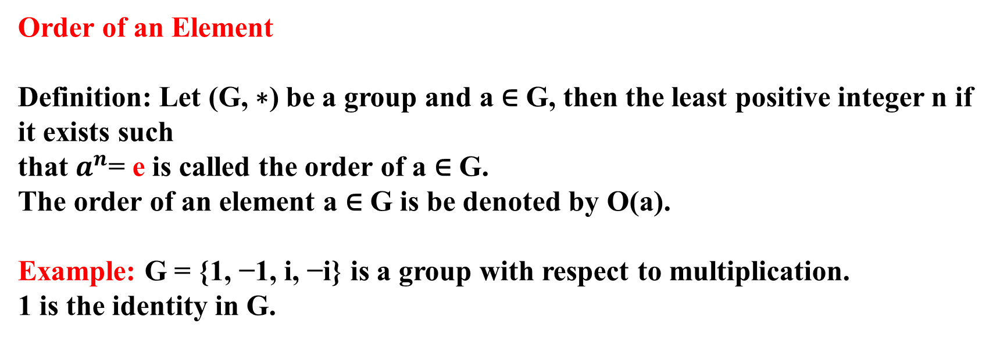 Order of an Element
Definition: Let (G, ∗) be a group and a ∈ G, then the least positive integer n if
it exists such
that aⁿ= e is called the order of a ∈ G.
The order of an element a ∈ G is be denoted by O(a).
Example: G = {1, −1, i, −i} is a group with respect to multiplication.
1 is the identity in G.